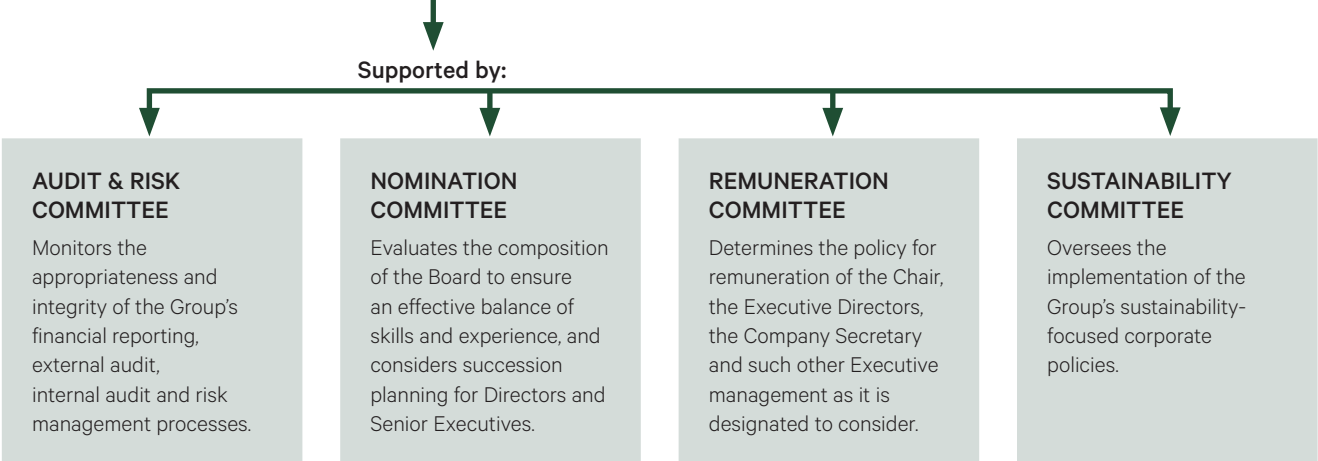 Supported by:
AUDIT & RISK
COMMITTEE
Monitors the
appropriateness and
integrity of the Group’s
financial reporting,
external audit,
internal audit and risk
management processes.
NOMINATION
COMMITTEE
Evaluates the composition
of the Board to ensure
an effective balance of
skills and experience, and
considers succession
planning for Directors and
Senior Executives.
REMUNERATION
COMMITTEE
Determines the policy for
remuneration of the Chair,
the Executive Directors,
the Company Secretary
and such other Executive
management as it is
designated to consider.
SUSTAINABILITY
COMMITTEE
Oversees the
implementation of the
Group’s sustainability-
focused corporate
policies.